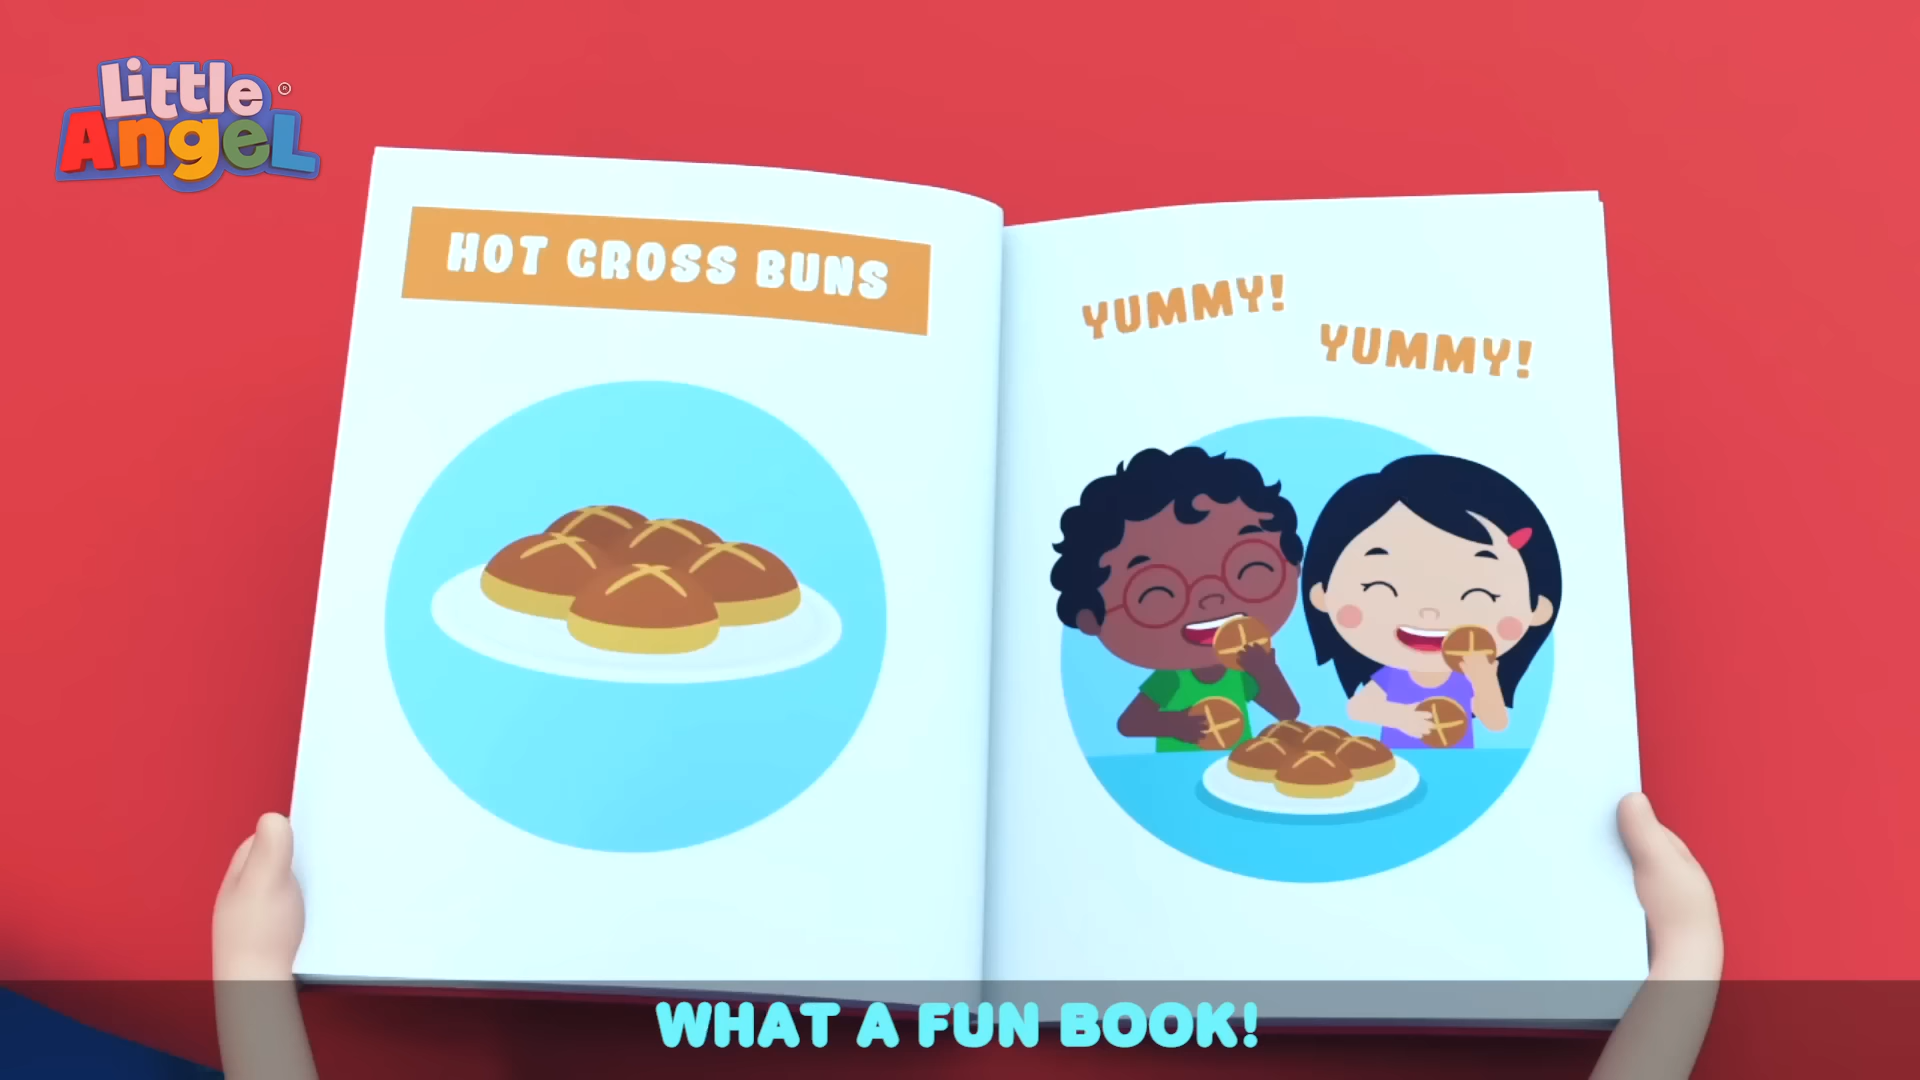 Little
Angel
®
HOT CROSS BUNS
YUMMY!
YUMMY!
WHAT A FUN BOOK!